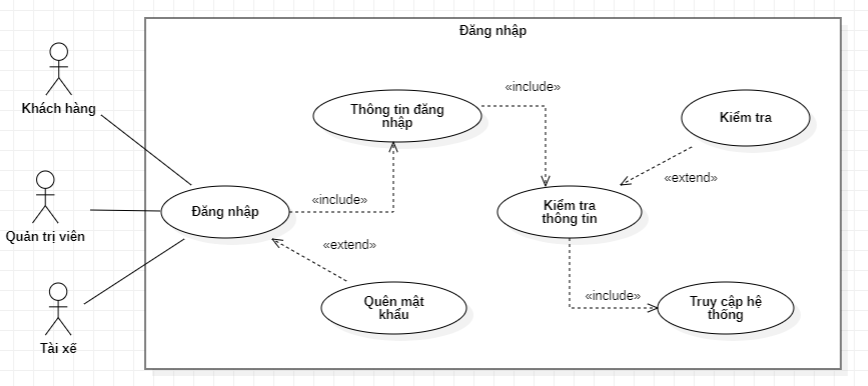 Đăng nhập
Khách hàng
Quản trị viên
Tài xế
Đăng nhập
«include»
Thông tin đăng
nhập
«extend»
Quên mật
khẩu
«include»
Kiểm tra
thông tin
Kiểm tra
«extend»
«include»
Truy cập hệ
thống